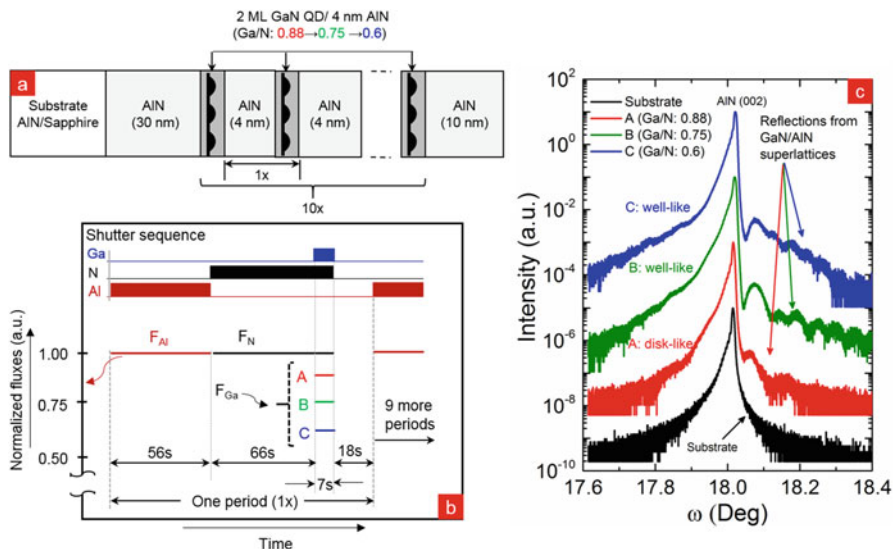 2 ML GaN QD/ 4 nm AlN
(Ga/N: 0.88→0.75 →0.6)
a
Substrate
AlN/Sapphire
AlN
(30 nm)
AlN
(4 nm)
AlN
(4 nm)
AlN
(10 nm)
1x
10x
Shutter sequence
Ga
N
Al
Normalized fluxes (a.u.)
1.00
0.75
0.50
F_Al
F_N
F_Ga
A
B
C
9 more
periods
56s
66s
18s
7s
One period (1x)
b
Time
c
Intensity (a.u.)
10^2
10^0
10^-2
10^-4
10^-6
10^-8
10^-10
Substrate
A (Ga/N: 0.88)
B (Ga/N: 0.75)
C (Ga/N: 0.6)
AlN (002)
Reflections from
GaN/AlN
superlattices
C: well-like
B: well-like
A: disk-like
Substrate
17.6 17.8 18.0 18.2 18.4
ω (Deg)